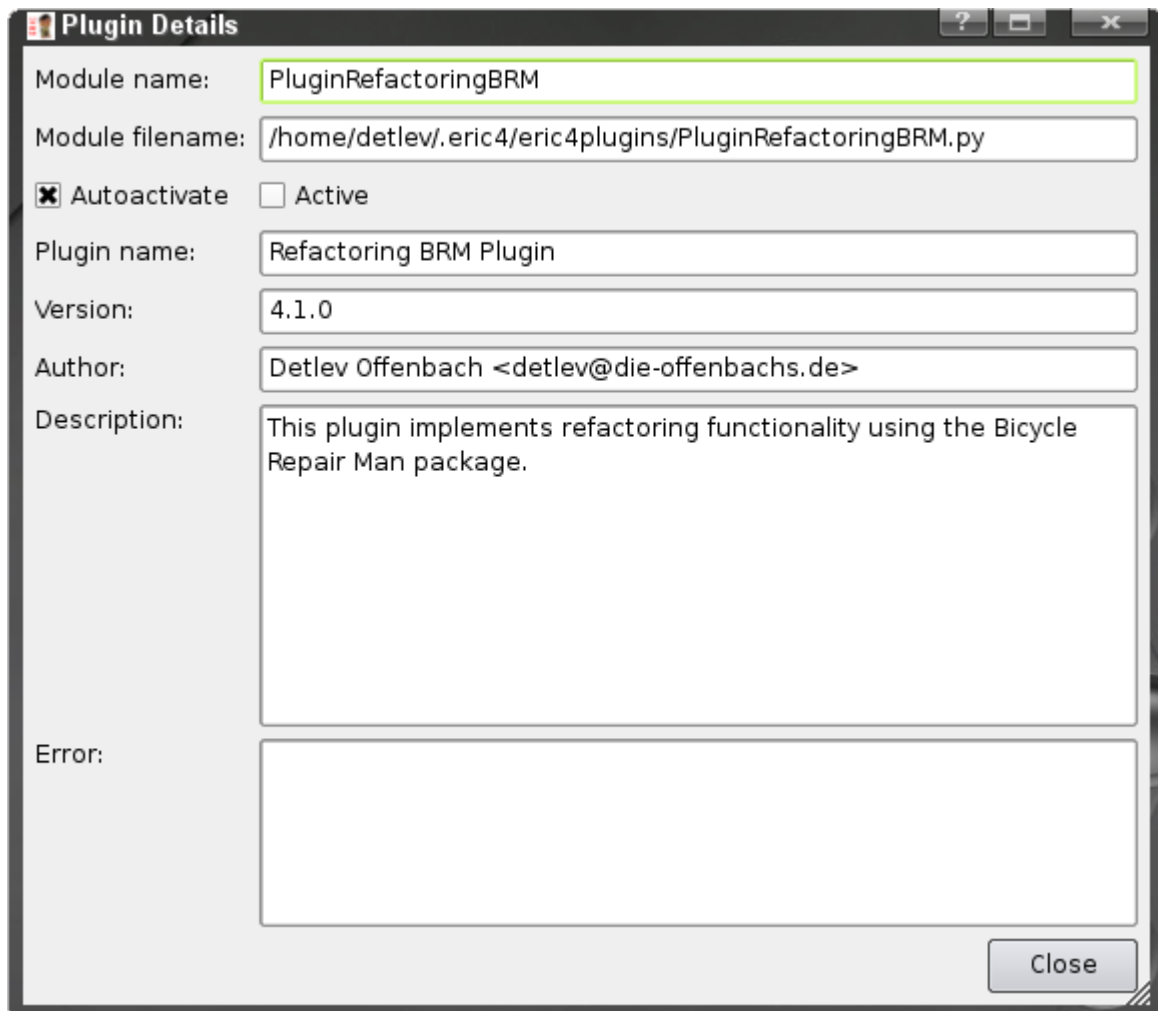 Plugin Details
Module name: PluginRefactoringBRM
Module filename: /home/detlev/.eric4/eric4plugins/PluginRefactoringBRM.py
Autoactivate Active
Plugin name: Refactoring BRM Plugin
Version: 4.1.0
Author: Detlev Offenbach <detlev@die-offenbachs.de>
Description: This plugin implements refactoring functionality using the Bicycle
Repair Man package.
Error:
Close